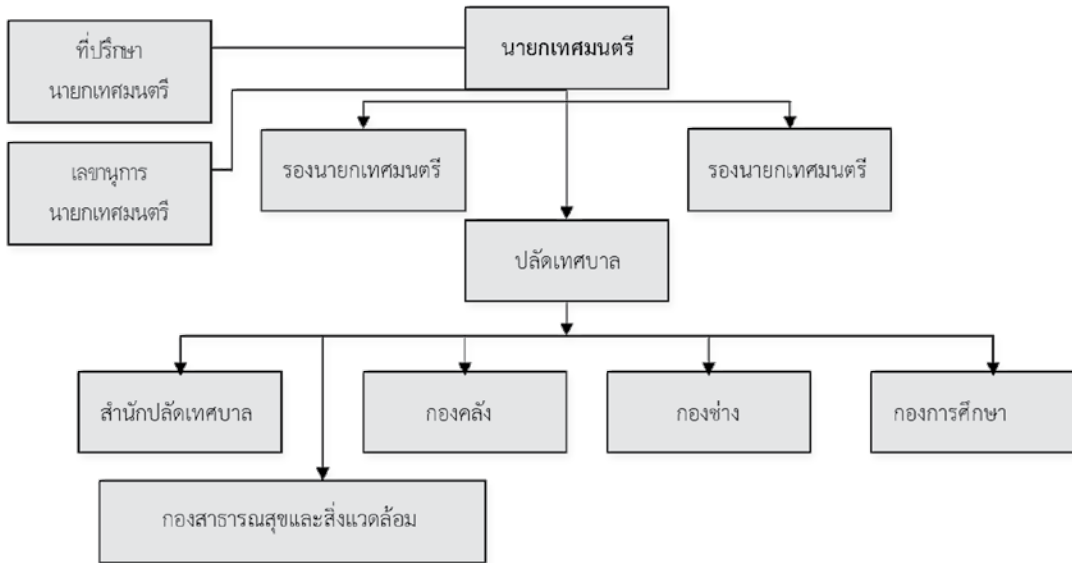 ที่ปรึกษา
นายกเทศมนตรี
นายกเทศมนตรี
เลขานุการ
นายกเทศมนตรี
รองนายกเทศมนตรี
รองนายกเทศมนตรี
ปลัดเทศบาล
สำนักปลัดเทศบาล
กองคลัง
กองช่าง
กองการศึกษา
กองสาธารณสุขและสิ่งแวดล้อม